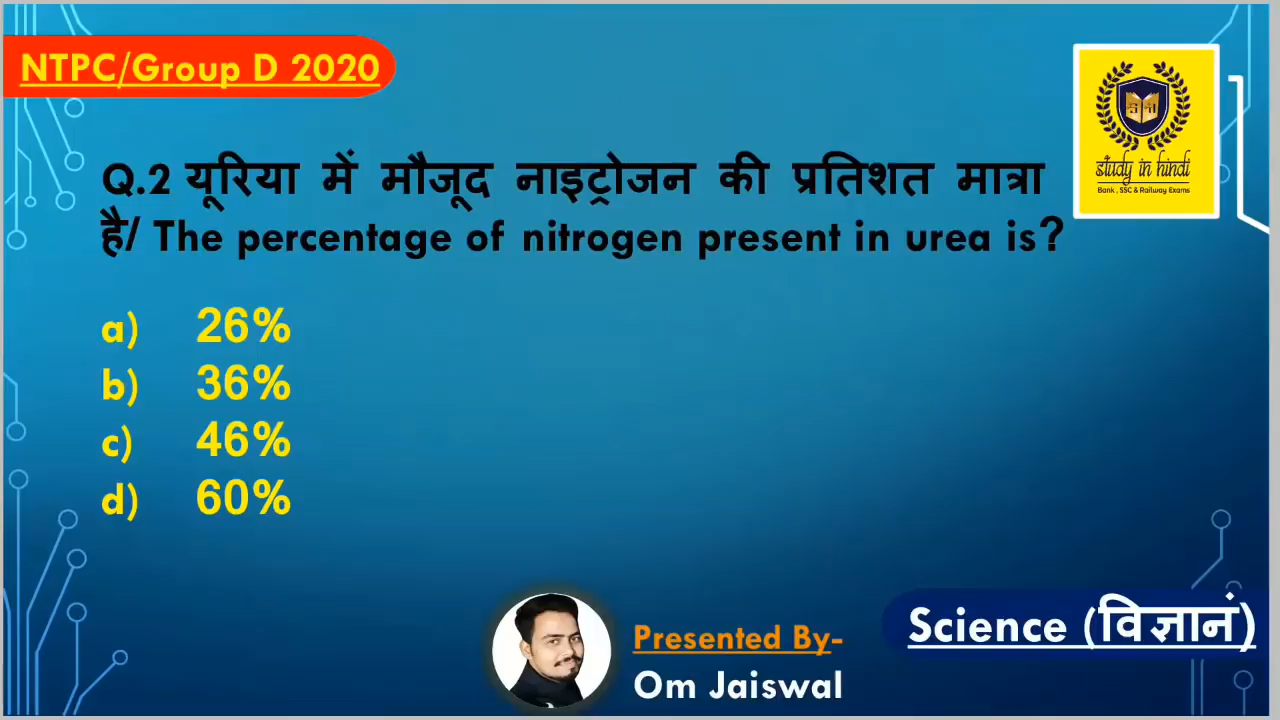 NTPC/Group D 2020
study in hindi
Bank , SSC & Railway Exams
Q.2 यूरिया में मौजूद नाइट्रोजन की प्रतिशत मात्रा
है/ The percentage of nitrogen present in urea is?
a) 26%
b) 36%
c) 46%
d) 60%
Presented By-
Om Jaiswal
Science (विज्ञानं)